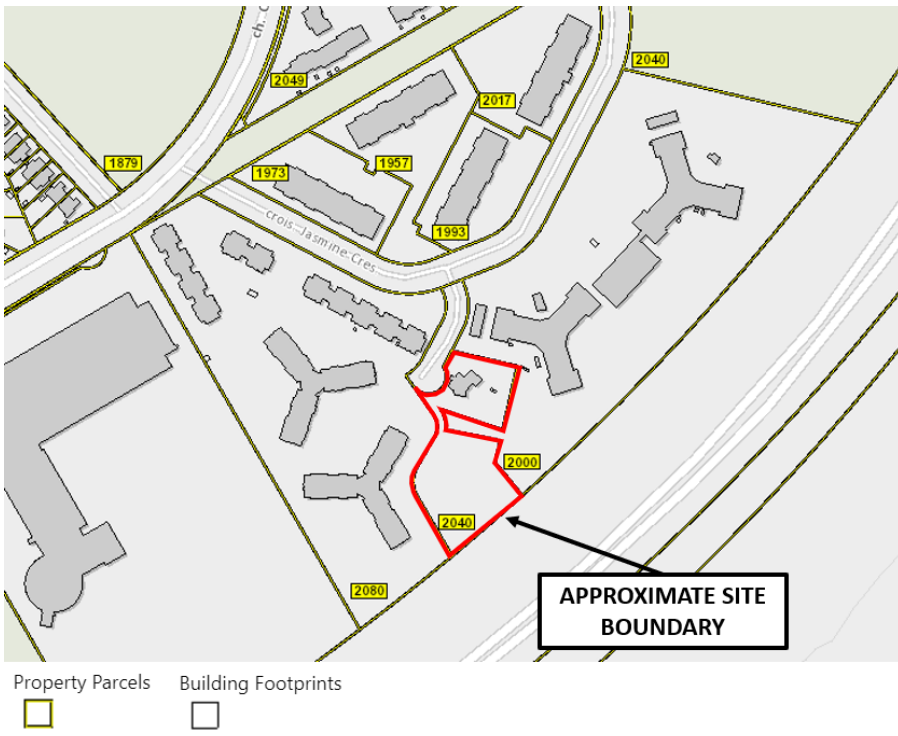 ch. C
2040
2049
2017
1879
1957
1973
1993
crois-Jasmine Cres
2000
2040
2080
APPROXIMATE SITE
BOUNDARY
Property Parcels Building Footprints